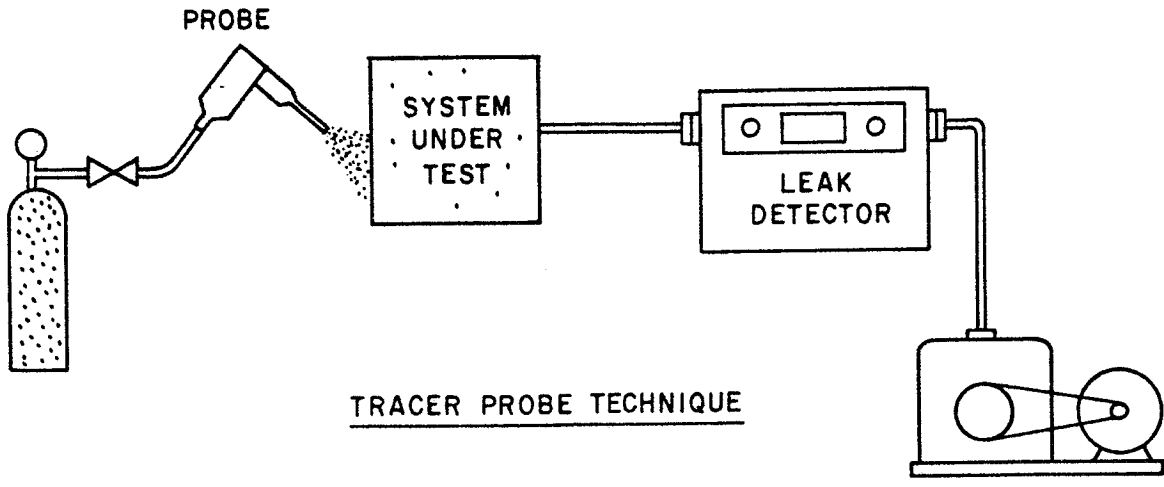 PROBE
SYSTEM
UNDER
TEST
LEAK
DETECTOR
TRACER PROBE TECHNIQUE